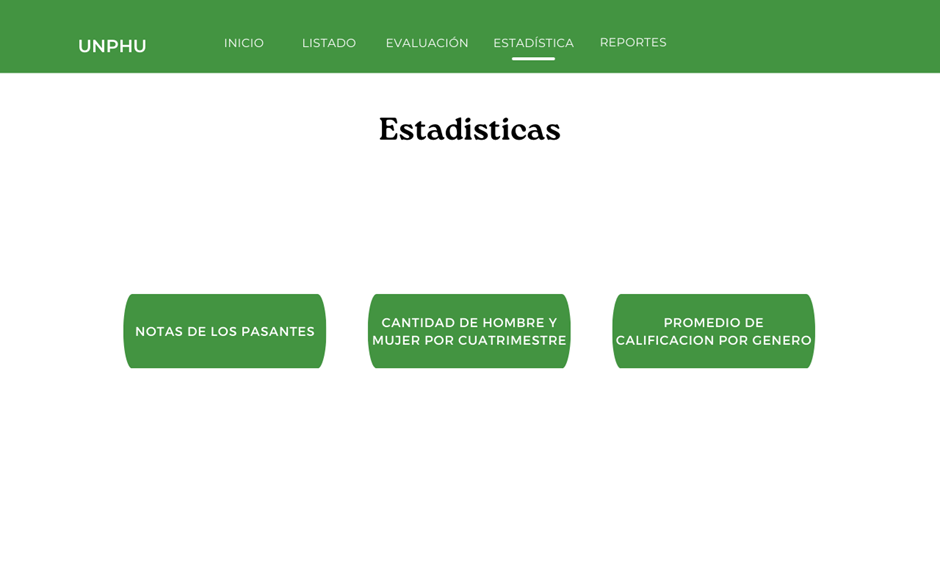 UNPHU
INICIO
LISTADO
EVALUACIÓN
ESTADÍSTICA
REPORTES
Estadisticas
NOTAS DE LOS PASANTES
CANTIDAD DE HOMBRE Y
MUJER POR CUATRIMESTRE
PROMEDIO DE
CALIFICACION POR GENERO